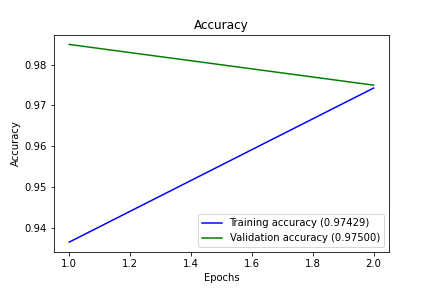 Accuracy
0.98
0.97
0.96
0.95
0.94
Accuracy
Training accuracy (0.97429)
Validation accuracy (0.97500)
1.0 1.2 1.4 1.6 1.8 2.0
Epochs